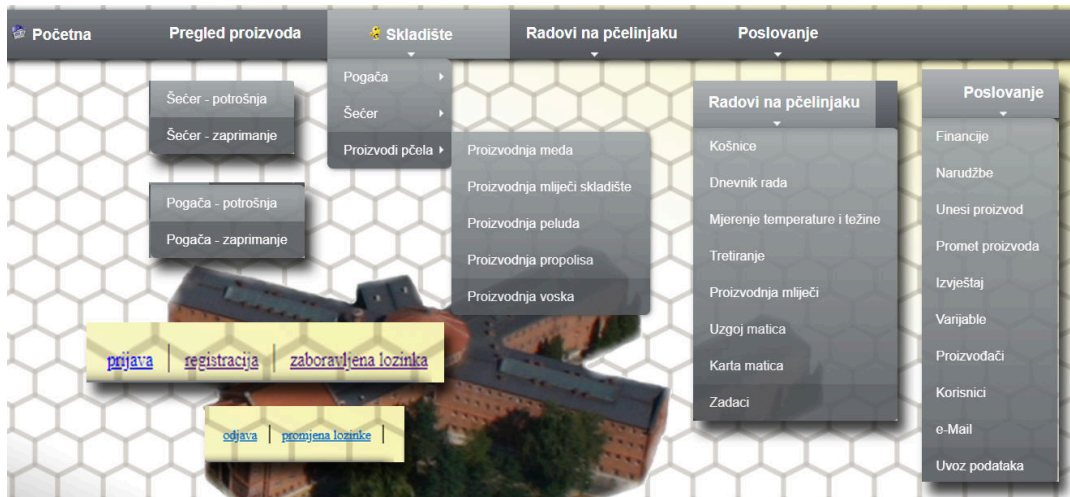 Početna
Pregled proizvoda
Skladište
Radovi na pčelinjaku
Poslovanje
Pogača
Šećer
Proizvodi pčela
Proizvodnja meda
Proizvodnja mliječi skladište
Proizvodnja peluda
Proizvodnja propolisa
Proizvodnja voska
Šećer - potrošnja
Šećer - zaprimanje
Pogača - potrošnja
Pogača - zaprimanje
prijava | registracija | zaboravljena lozinka
odjava | promjena lozinke |
Radovi na pčelinjaku
Košnice
Dnevnik rada
Mjerenje temperature i težine
Tretiranje
Proizvodnja mliječi
Uzgoj matica
Karta matica
Zadaci
Poslovanje
Financije
Narudžbe
Unesi proizvod
Promet proizvoda
Izvještaj
Varijable
Proizvođači
Korisnici
e-Mail
Uvoz podataka